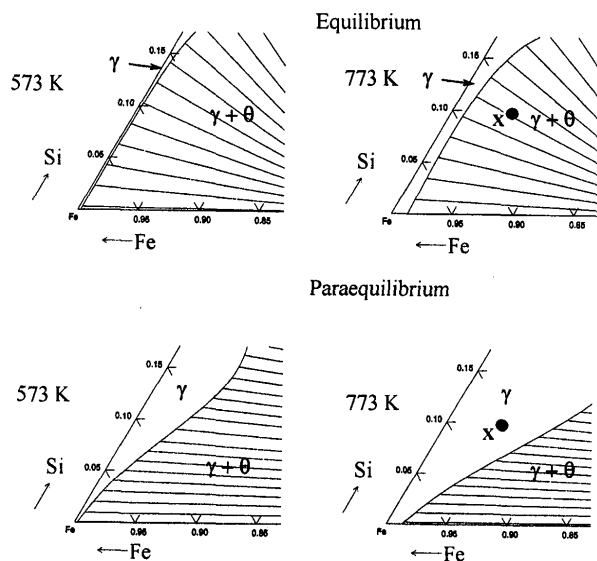 Equilibrium
573 K
γ
0.15
0.10
0.05
γ + θ
Si
Fe
0.95
0.90
0.85
Fe
773 K
γ
0.15
0.10
0.05
x
γ + θ
Si
Fe
0.95
0.90
0.85
Fe
Paraequilibrium
573 K
γ
0.15
0.10
0.05
γ + θ
Si
Fe
0.95
0.90
0.85
Fe
773 K
γ
0.15
0.10
0.05
x
γ + θ
Si
Fe
0.95
0.90
0.85
Fe